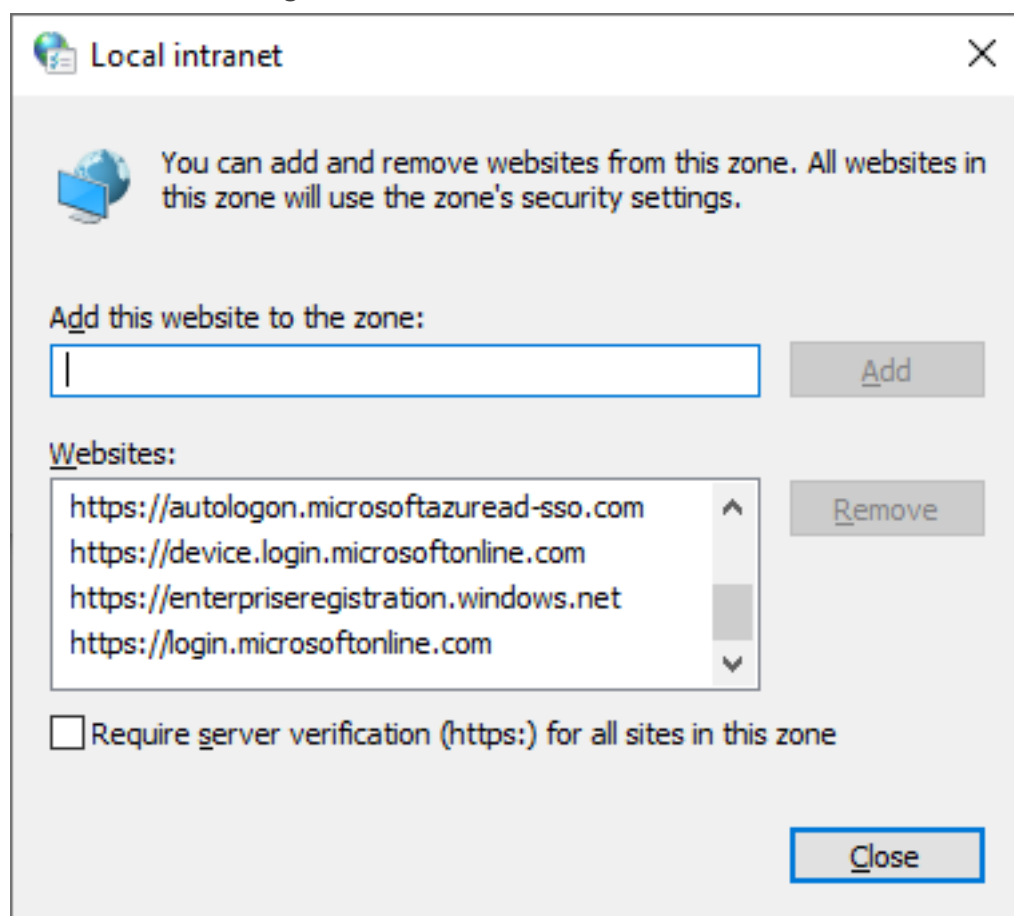 Local intranet
You can add and remove websites from this zone. All websites in
this zone will use the zone's security settings.
Add this website to the zone:
Add
Websites:
https://autologon.microsoftazuread-sso.com
Remove
https://device.login.microsoftonline.com
https://enterpriseregistration.windows.net
https://login.microsoftonline.com
Require server verification (https:) for all sites in this zone
Close